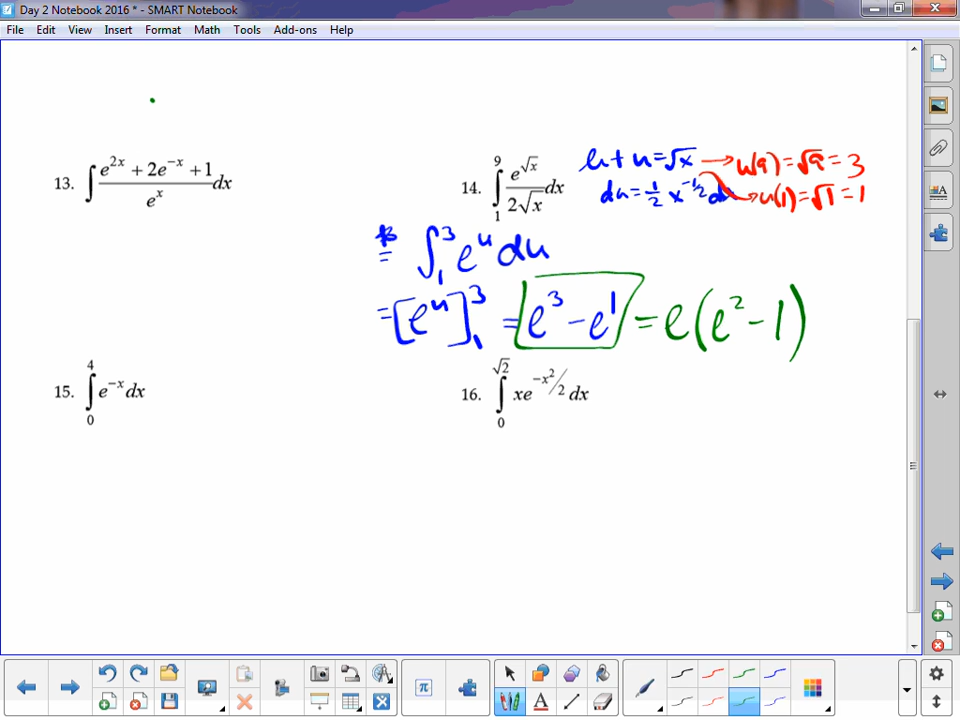 Day 2 Notebook 2016 * - SMART Notebook
File Edit View Insert Format Math Tools Add-ons Help
13. ∫ (e^{2x} + 2e^{-x} + 1)/e^x dx
14. ∫_1^9 e^{√x}/(2√x) dx
let u = √x → u(9) = √9 = 3
du = 1/2 x^{-1/2} dx → u(1) = √1 = 1
= ∫_1^3 e^u du
= [e^u]_1^3 = e^3 - e^1 = e(e^2 - 1)
15. ∫_0^4 e^{-x} dx
16. ∫_0^{√2} xe^{-x^2/2} dx